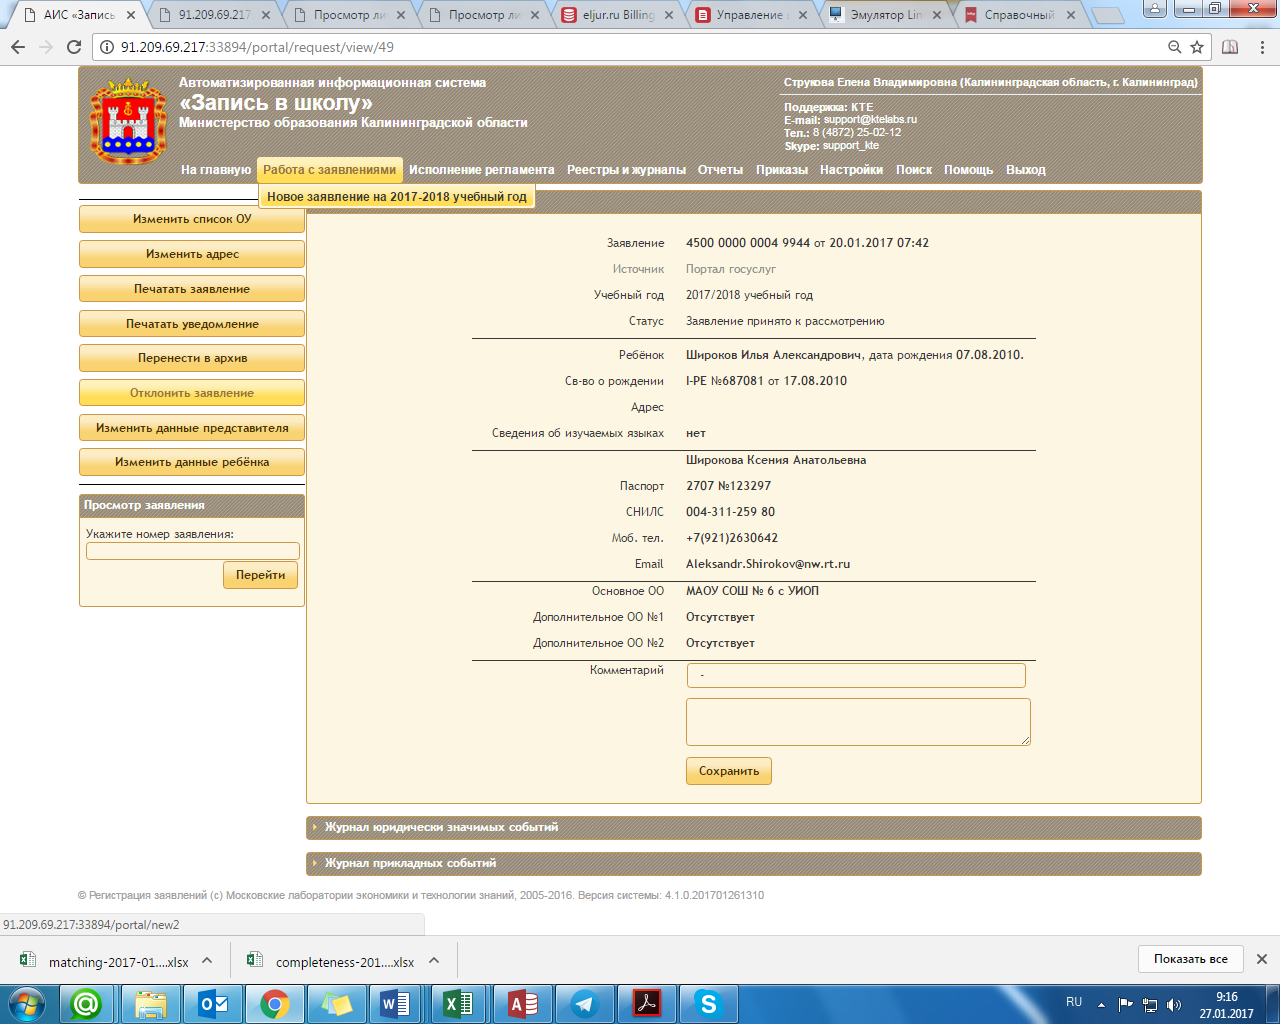 АИС «Запись
91.209.69.217
Просмотр ли
Просмотр ли
eljur.ru Billing
Управление
Эмулятор Lin
Справочный
91.209.69.217:33894/portal/request/view/49
Автоматизированная информационная система
«Запись в школу»
Министерство образования Калининградской области
Струкова Елена Владимировна (Калининградская область, г. Калининград)
Поддержка: КТЕ
E-mail: support@ktelabs.ru
Тел.: 8 (4872) 25-02-12
Skype: support_kte
На главную Работа с заявлениями Исполнение регламента Реестры и журналы Отчеты Приказы Настройки Поиск Помощь Выход
Новое заявление на 2017-2018 учебный год
Изменить список ОУ
Изменить адрес
Печатать заявление
Печатать уведомление
Перенести в архив
Отклонить заявление
Изменить данные представителя
Изменить данные ребёнка
Просмотр заявления
Укажите номер заявления:
Перейти
Заявление 4500 0000 0004 9944 от 20.01.2017 07:42
Источник Портал госуслуг
Учебный год 2017/2018 учебный год
Статус Заявление принято к рассмотрению
Ребёнок Широков Илья Александрович, дата рождения 07.08.2010.
Св-во о рождении I-РЕ №687081 от 17.08.2010
Адрес
Сведения об изучаемых языках нет
Широкова Ксения Анатольевна
Паспорт 2707 №123297
СНИЛС 004-311-259 80
Моб. тел. +7(921)2630642
Email Aleksandr.Shirokov@nw.rt.ru
Основное ОО МАОУ СОШ № 6 с УИОП
Дополнительное ОО №1 Отсутствует
Дополнительное ОО №2 Отсутствует
Комментарий -
Сохранить
Журнал юридически значимых событий
Журнал прикладных событий
© Регистрация заявлений (с) Московские лаборатории экономики и технологии знаний, 2005-2016. Версия системы: 4.1.0.201701261310
91.209.69.217:33894/portal/new2
matching-2017-01....xlsx
completeness-201....xlsx
Показать все
RU
9:16
27.01.2017